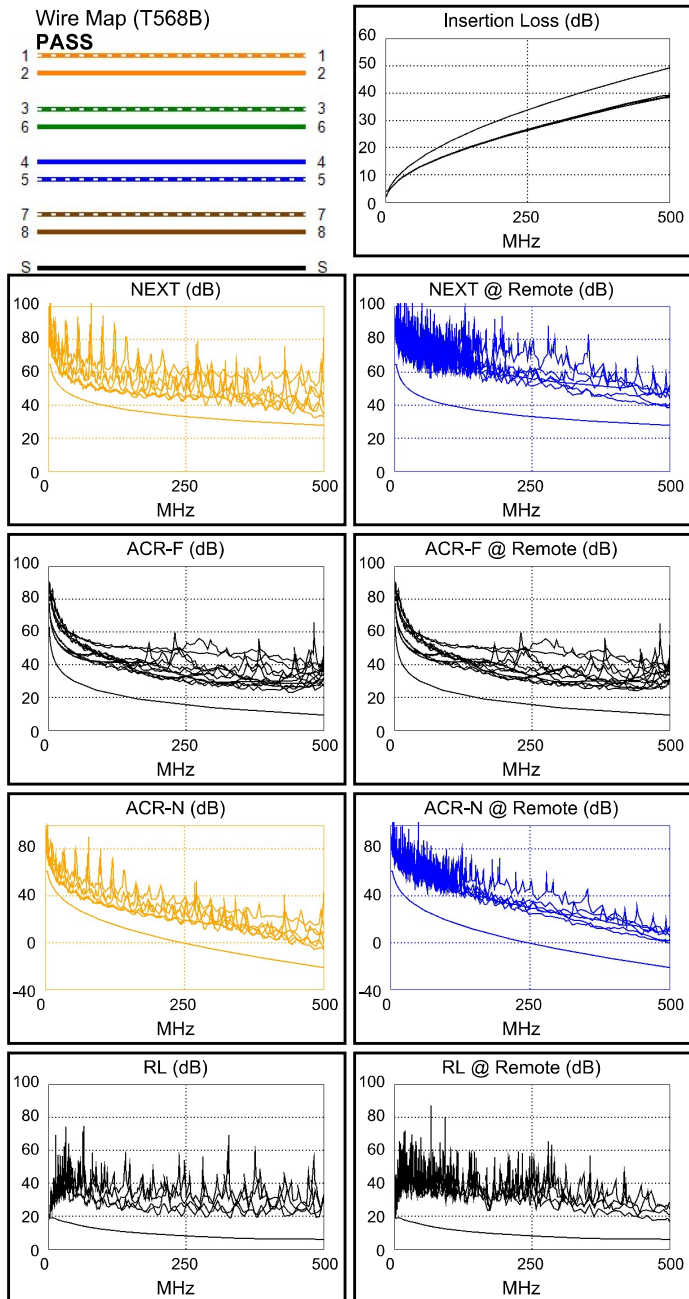 Wire Map (T568B)
PASS
1 1
2 2
3 3
6 6
4 4
5 5
7 7
8 8
S S
Insertion Loss (dB)
60
50
40
30
20
10
0
0 250 500
MHz
NEXT (dB)
100
80
60
40
20
0
0 250 500
MHz
NEXT @ Remote (dB)
100
80
60
40
20
0
0 250 500
MHz
ACR-F (dB)
100
80
60
40
20
0
0 250 500
MHz
ACR-F @ Remote (dB)
100
80
60
40
20
0
0 250 500
MHz
ACR-N (dB)
80
40
0
-40
0 250 500
MHz
ACR-N @ Remote (dB)
80
40
0
-40
0 250 500
MHz
RL (dB)
100
80
60
40
20
0
0 250 500
MHz
RL @ Remote (dB)
100
80
60
40
20
0
0 250 500
MHz